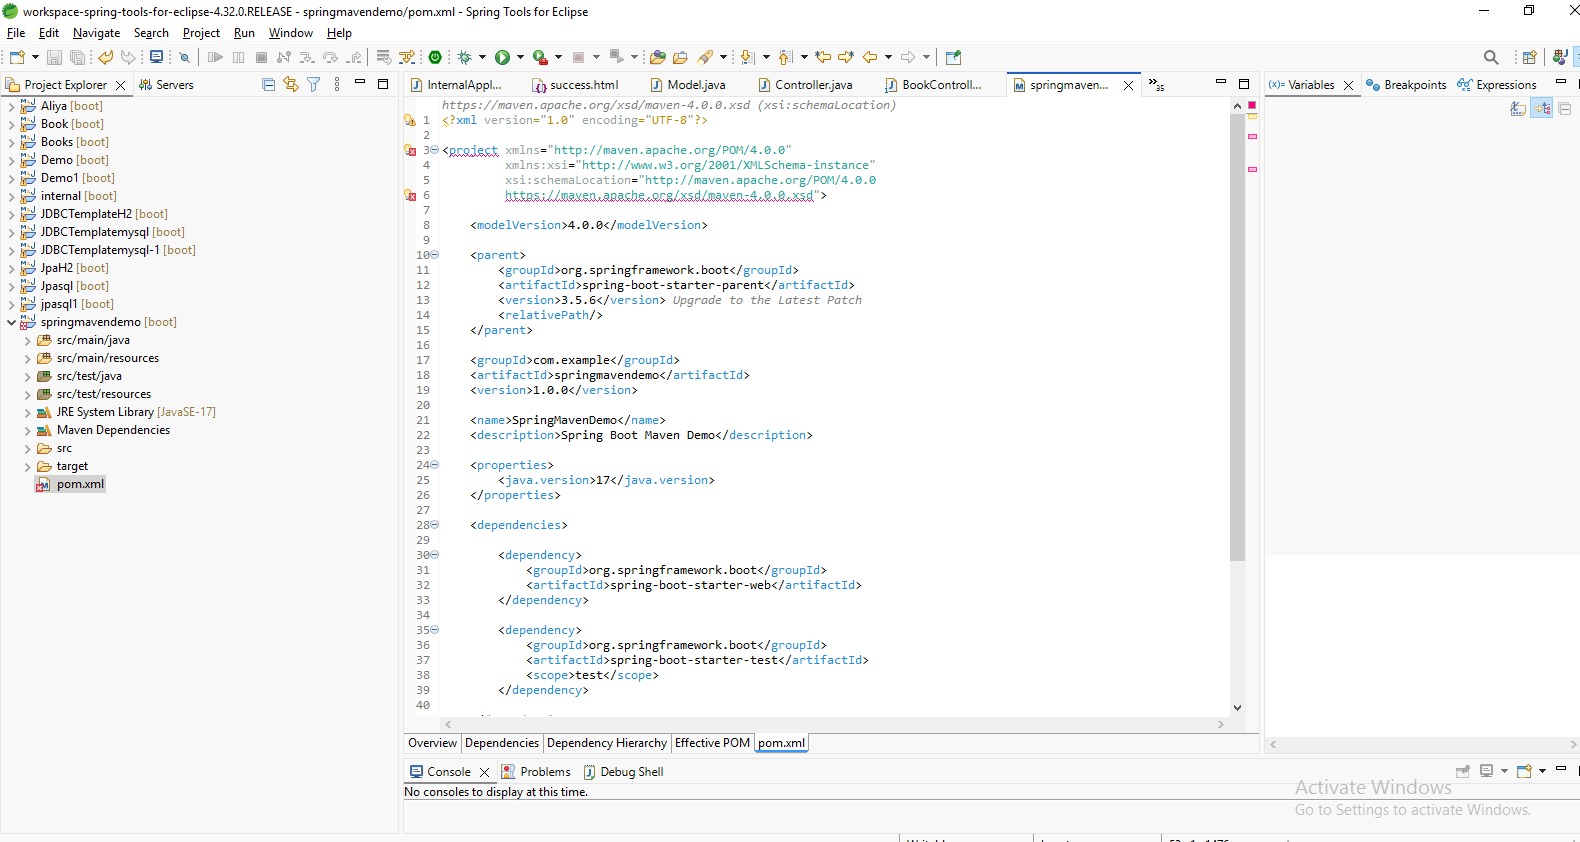 workspace-spring-tools-for-eclipse-4.32.0.RELEASE - springmavendemo/pom.xml - Spring Tools for Eclipse
File Edit Navigate Search Project Run Window Help
Project Explorer Servers
Aliya [boot]
Book [boot]
Books [boot]
Demo [boot]
Demo1 [boot]
internal [boot]
JDBCTemplateH2 [boot]
JDBCTemplatemysql [boot]
JDBCTemplatemysql-1 [boot]
JpaH2 [boot]
Jpasql [boot]
jpasql1 [boot]
springmavendemo [boot]
src/main/java
src/main/resources
src/test/java
src/test/resources
JRE System Library [JavaSE-17]
Maven Dependencies
src
target
pom.xml
InternalAppl... success.html Model.java Controller.java BookControll... springmaven... »35
https://maven.apache.org/xsd/maven-4.0.0.xsd (xsi:schemaLocation)
1 <?xml version="1.0" encoding="UTF-8"?>
2
3 <project xmlns="http://maven.apache.org/POM/4.0.0"
4 xmlns:xsi="http://www.w3.org/2001/XMLSchema-instance"
5 xsi:schemaLocation="http://maven.apache.org/POM/4.0.0
6 https://maven.apache.org/xsd/maven-4.0.0.xsd">
7
8 <modelVersion>4.0.0</modelVersion>
9
10 <parent>
11 <groupId>org.springframework.boot</groupId>
12 <artifactId>spring-boot-starter-parent</artifactId>
13 <version>3.5.6</version> Upgrade to the Latest Patch
14 <relativePath/>
15 </parent>
16
17 <groupId>com.example</groupId>
18 <artifactId>springmavendemo</artifactId>
19 <version>1.0.0</version>
20
21 <name>SpringMavenDemo</name>
22 <description>Spring Boot Maven Demo</description>
23
24 <properties>
25 <java.version>17</java.version>
26 </properties>
27
28 <dependencies>
29
30 <dependency>
31 <groupId>org.springframework.boot</groupId>
32 <artifactId>spring-boot-starter-web</artifactId>
33 </dependency>
34
35 <dependency>
36 <groupId>org.springframework.boot</groupId>
37 <artifactId>spring-boot-starter-test</artifactId>
38 <scope>test</scope>
39 </dependency>
40
Overview Dependencies Dependency Hierarchy Effective POM pom.xml
Console Problems Debug Shell
No consoles to display at this time.
(x)= Variables Breakpoints Expressions
Activate Windows
Go to Settings to activate Windows.